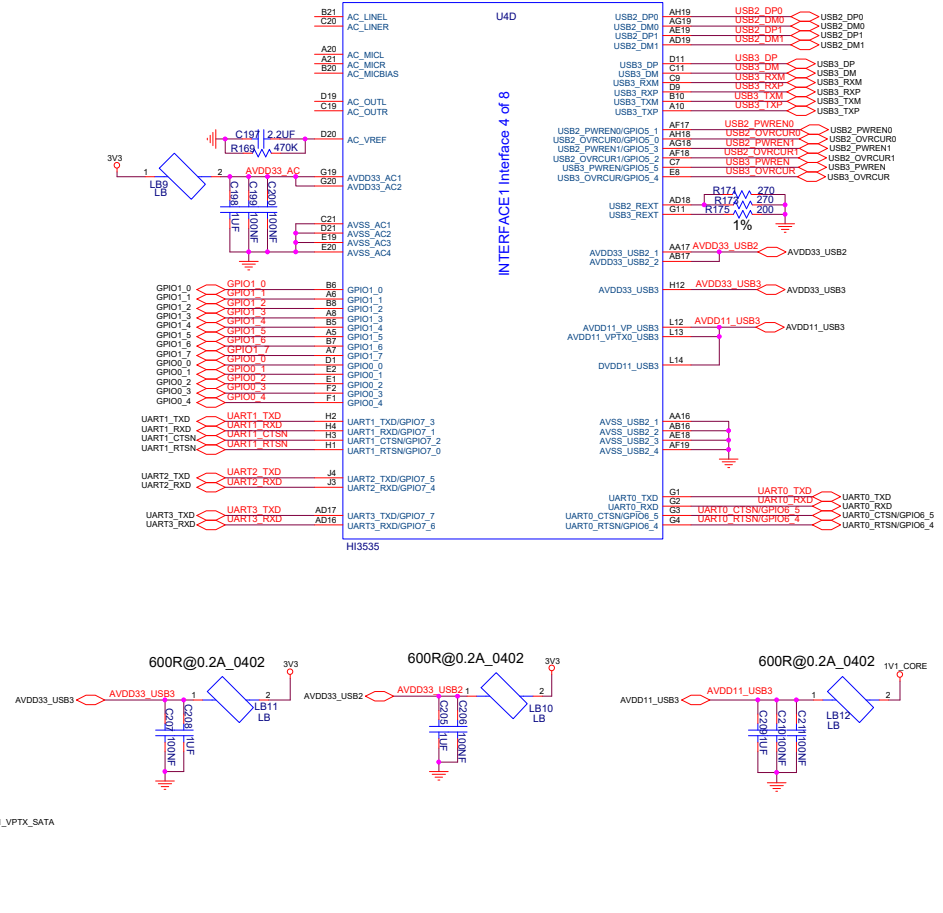 U4D
INTERFACE 1 Interface 4 of 8
HI3535
B21 AC_LINEL
C20 AC_LINER
A20 AC_MICL
A21 AC_MICR
B20 AC_MICBIAS
D19 AC_OUTL
C19 AC_OUTR
C197 2.2UF
R169 470K
D20 AC_VREF
3V3
1 LB9 LB 2
AVDD33_AC
G19 AVDD33_AC1
G20 AVDD33_AC2
C198 1UF
C199 100NF
C200 100NF
C21 AVSS_AC1
D21 AVSS_AC2
E19 AVSS_AC3
E20 AVSS_AC4
GPIO1_0 GPIO1_0 B6 GPIO1_0
GPIO1_1 GPIO1_1 A6 GPIO1_1
GPIO1_2 GPIO1_2 B8 GPIO1_2
GPIO1_3 GPIO1_3 A8 GPIO1_3
GPIO1_4 GPIO1_4 B5 GPIO1_4
GPIO1_5 GPIO1_5 A5 GPIO1_5
GPIO1_6 GPIO1_6 B7 GPIO1_6
GPIO1_7 GPIO1_7 A7 GPIO1_7
GPIO0_0 GPIO0_0 D1 GPIO0_0
GPIO0_1 GPIO0_1 E2 GPIO0_1
GPIO0_2 GPIO0_2 E1 GPIO0_2
GPIO0_3 GPIO0_3 F2 GPIO0_3
GPIO0_4 GPIO0_4 F1 GPIO0_4
UART1_TXD UART1_TXD H2 UART1_TXD/GPIO7_3
UART1_RXD UART1_RXD H4 UART1_RXD/GPIO7_1
UART1_CTSN UART1_CTSN H3 UART1_CTSN/GPIO7_2
UART1_RTSN UART1_RTSN H1 UART1_RTSN/GPIO7_0
UART2_TXD UART2_TXD J4 UART2_TXD/GPIO7_5
UART2_RXD UART2_RXD J3 UART2_RXD/GPIO7_4
UART3_TXD UART3_TXD AD17 UART3_TXD/GPIO7_7
UART3_RXD UART3_RXD AD16 UART3_RXD/GPIO7_6
USB2_DP0 AH19 USB2_DP0 USB2_DP0
USB2_DM0 AG19 USB2_DM0 USB2_DM0
USB2_DP1 AE19 USB2_DP1 USB2_DP1
USB2_DM1 AD19 USB2_DM1 USB2_DM1
USB3_DP D11 USB3_DP USB3_DP
USB3_DM C11 USB3_DM USB3_DM
USB3_RXM C9 USB3_RXM USB3_RXM
USB3_RXP D9 USB3_RXP USB3_RXP
USB3_TXM B10 USB3_TXM USB3_TXM
USB3_TXP A10 USB3_TXP USB3_TXP
USB2_PWREN0/GPIO5_1 AF17 USB2_PWREN0 USB2_PWREN0
USB2_OVRCUR0/GPIO5_0 AH18 USB2_OVRCUR0 USB2_OVRCUR0
USB2_PWREN1/GPIO5_3 AG18 USB2_PWREN1 USB2_PWREN1
USB2_OVRCUR1/GPIO5_2 AF18 USB2_OVRCUR1 USB2_OVRCUR1
USB3_PWREN/GPIO5_5 C7 USB3_PWREN USB3_PWREN
USB3_OVRCUR/GPIO5_4 E8 USB3_OVRCUR USB3_OVRCUR
R171 270
USB2_REXT AD18 R172 270
USB3_REXT G11 R175 200
1%
AVDD33_USB2_1 AA17 AVDD33_USB2 AVDD33_USB2
AVDD33_USB2_2 AB17
AVDD33_USB3 H12 AVDD33_USB3 AVDD33_USB3
AVDD11_VP_USB3 L12 AVDD11_USB3 AVDD11_USB3
AVDD11_VPTX0_USB3 L13
DVDD11_USB3 L14
AVSS_USB2_1 AA16
AVSS_USB2_2 AB16
AVSS_USB2_3 AE18
AVSS_USB2_4 AF19
UART0_TXD G1 UART0_TXD UART0_TXD
UART0_RXD G2 UART0_RXD UART0_RXD
UART0_CTSN/GPIO6_5 G3 UART0_CTSN/GPIO6_5 UART0_CTSN/GPIO6_5
UART0_RTSN/GPIO6_4 G4 UART0_RTSN/GPIO6_4 UART0_RTSN/GPIO6_4
600R@0.2A_0402
3V3
AVDD33_USB3 AVDD33_USB3 1 2
LB11
LB
C207 100NF
C208 1UF
600R@0.2A_0402
3V3
AVDD33_USB2 AVDD33_USB2 1 2
LB10
LB
C205 1UF
C206 100NF
600R@0.2A_0402
1V1_CORE
AVDD11_USB3 AVDD11_USB3 1 2
LB12
LB
C209 1UF
C210 100NF
C211 100NF
_VPTX_SATA